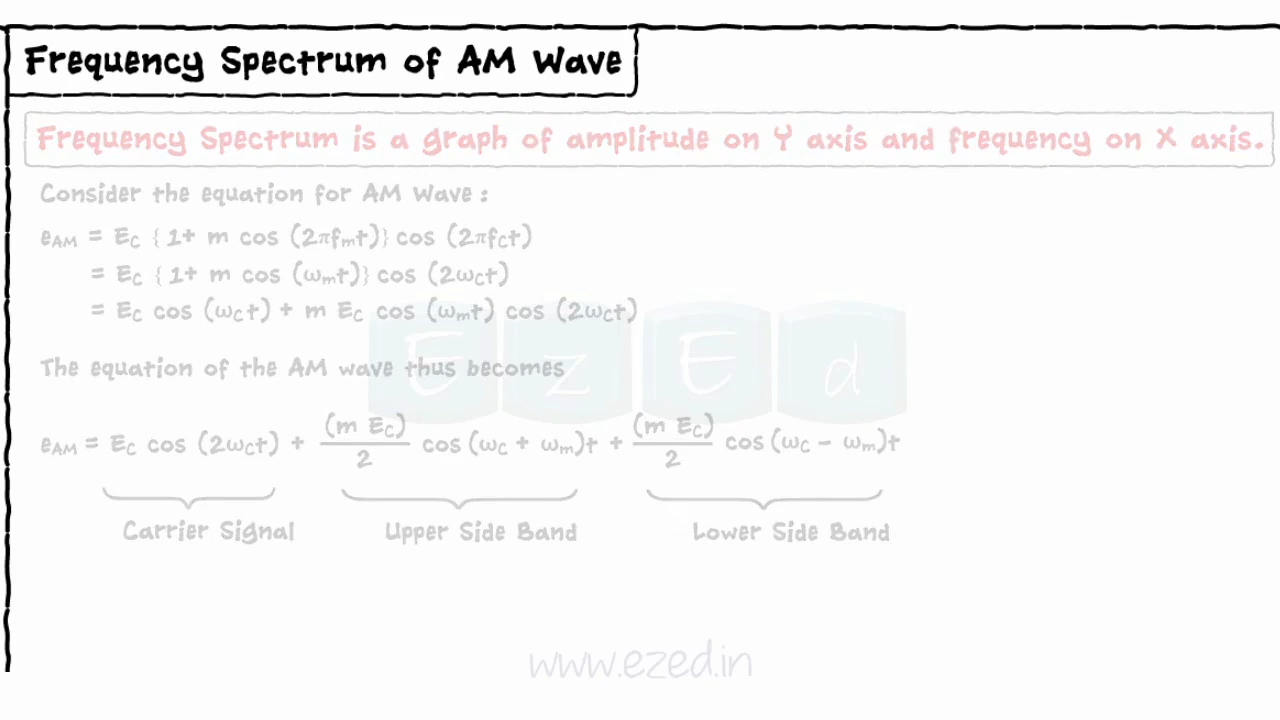 Frequency Spectrum of AM Wave
Frequency Spectrum is a graph of amplitude on Y axis and frequency on X axis.
Consider the equation for AM Wave :
eAM = EC { 1+ m cos (2πfmt)} cos (2πfCt)
= EC { 1+ m cos (ωmt)} cos (2ωCt)
= EC cos (ωCt) + m EC cos (ωmt) cos (2ωCt)
The equation of the AM wave thus becomes
eAM = EC cos (2ωCt) + (m EC)/2 cos (ωC + ωm)t + (m EC)/2 cos (ωC - ωm)t
Carrier Signal Upper Side Band Lower Side Band
E z E d
www.ezed.in